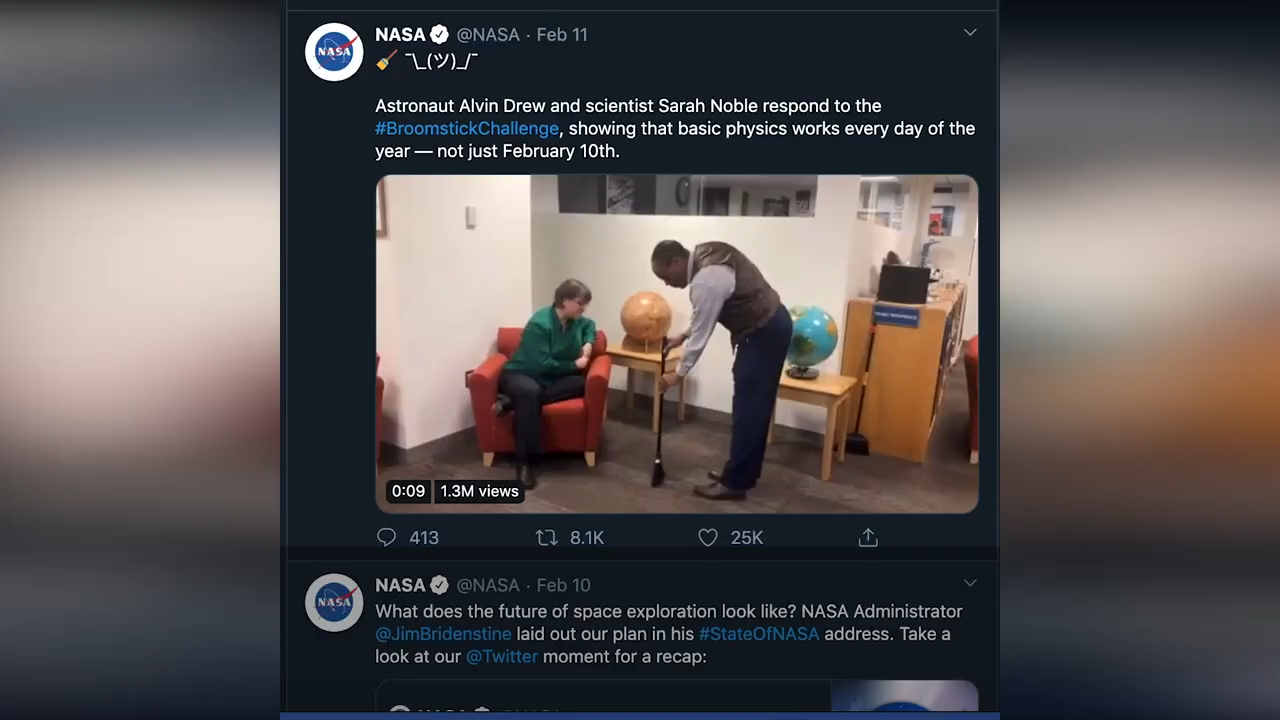 NASA @NASA · Feb 11
🧹 ¯\_(ツ)_/¯
Astronaut Alvin Drew and scientist Sarah Noble respond to the
#BroomstickChallenge, showing that basic physics works every day of the
year — not just February 10th.
0:09 1.3M views
413 8.1K 25K
NASA @NASA · Feb 10
What does the future of space exploration look like? NASA Administrator
@JimBridenstine laid out our plan in his #StateOfNASA address. Take a
look at our @Twitter moment for a recap: